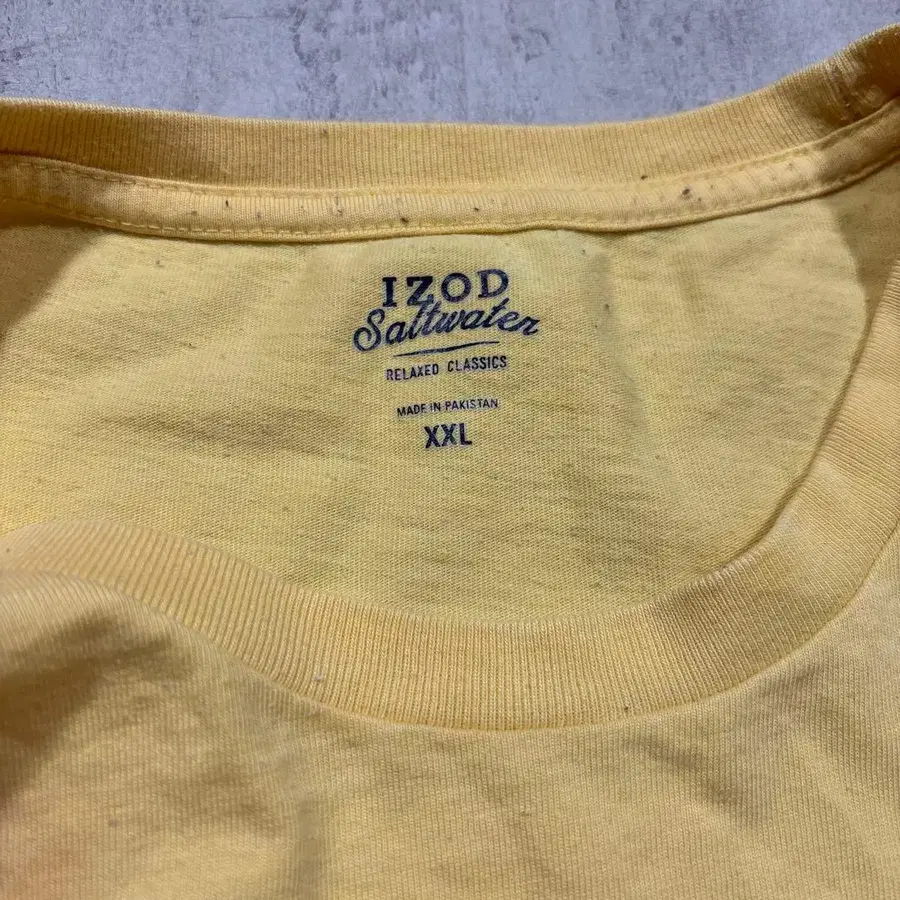 IZOD
Saltwater
RELAXED CLASSICS
MADE IN PAKISTAN
XXL